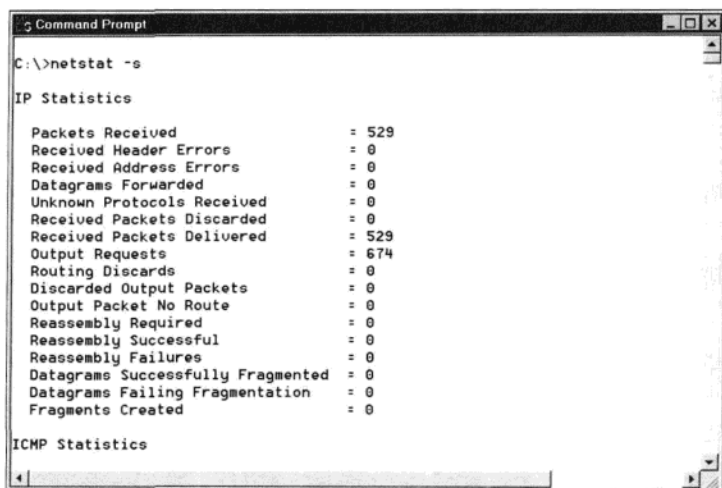 Command Prompt
C:\>netstat -s
IP Statistics
Packets Received = 529
Received Header Errors = 0
Received Address Errors = 0
Datagrams Forwarded = 0
Unknown Protocols Received = 0
Received Packets Discarded = 0
Received Packets Delivered = 529
Output Requests = 674
Routing Discards = 0
Discarded Output Packets = 0
Output Packet No Route = 0
Reassembly Required = 0
Reassembly Successful = 0
Reassembly Failures = 0
Datagrams Successfully Fragmented = 0
Datagrams Failing Fragmentation = 0
Fragments Created = 0
ICMP Statistics